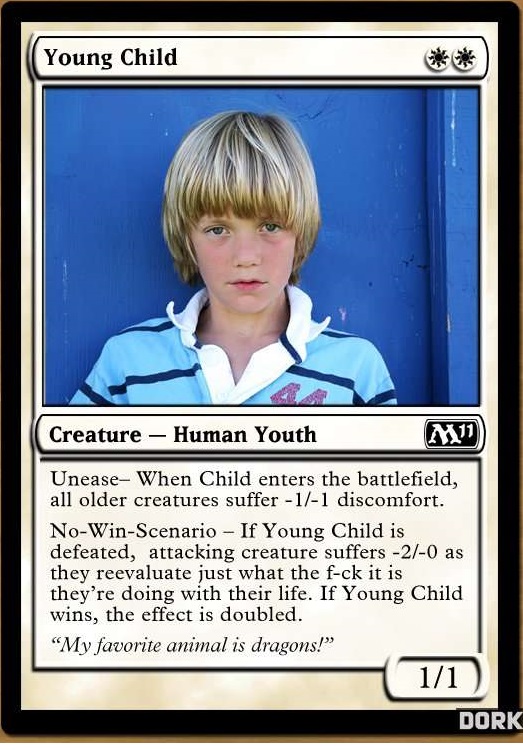 Young Child
Creature — Human Youth
M11
Unease– When Child enters the battlefield,
all older creatures suffer -1/-1 discomfort.
No-Win-Scenario – If Young Child is
defeated, attacking creature suffers -2/-0 as
they reevaluate just what the f-ck it is
they're doing with their life. If Young Child
wins, the effect is doubled.
“My favorite animal is dragons!”
1/1
DORK